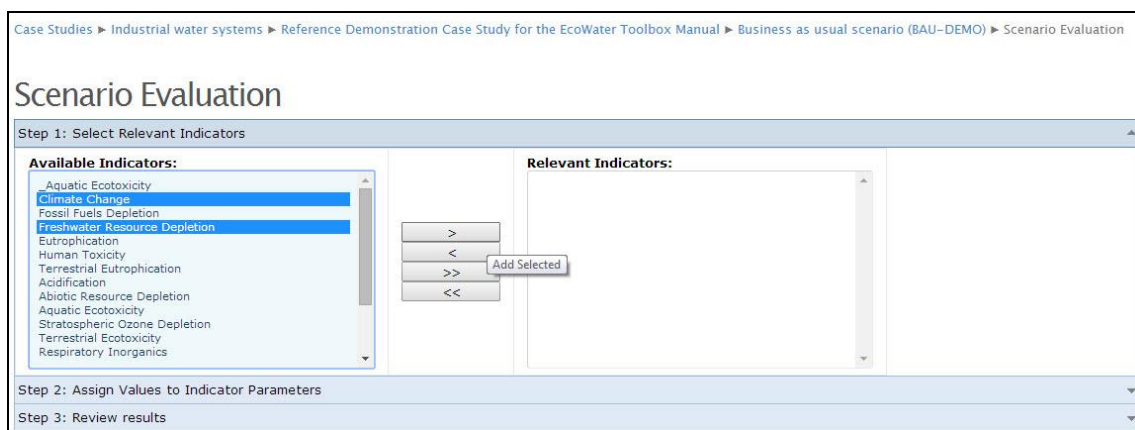 Case Studies ► Industrial water systems ► Reference Demonstration Case Study for the EcoWater Toolbox Manual ► Business as usual scenario (BAU-DEMO) ► Scenario Evaluation
Scenario Evaluation
Step 1: Select Relevant Indicators
Available Indicators:
_Aquatic Ecotoxicity
Climate Change
Fossil Fuels Depletion
Freshwater Resource Depletion
Eutrophication
Human Toxicity
Terrestrial Eutrophication
Acidification
Abiotic Resource Depletion
Aquatic Ecotoxicity
Stratospheric Ozone Depletion
Terrestrial Ecotoxicity
Respiratory Inorganics
>
<
>>
<<
Add Selected
Relevant Indicators:
Step 2: Assign Values to Indicator Parameters
Step 3: Review results